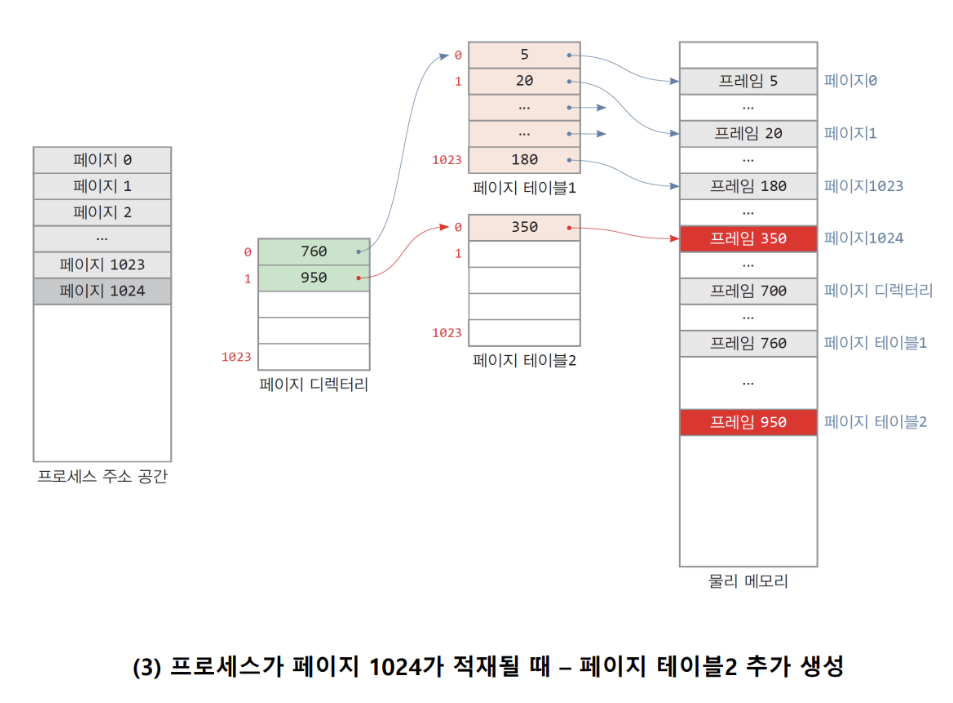 페이지 0
페이지 1
페이지 2
...
페이지 1023
페이지 1024
프로세스 주소 공간
0 760
1 950
1023
페이지 디렉터리
0 5
1 20
...
...
1023 180
페이지 테이블1
0 350
1
1023
페이지 테이블2
프레임 5 페이지0
...
프레임 20 페이지1
...
프레임 180 페이지1023
...
프레임 350 페이지1024
...
프레임 700 페이지 디렉터리
...
프레임 760 페이지 테이블1
...
프레임 950 페이지 테이블2
물리 메모리
(3) 프로세스가 페이지 1024가 적재될 때 – 페이지 테이블2 추가 생성